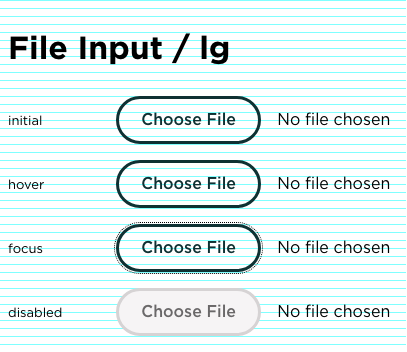 File Input / lg
initial Choose File No file chosen
hover Choose File No file chosen
focus Choose File No file chosen
disabled Choose File No file chosen